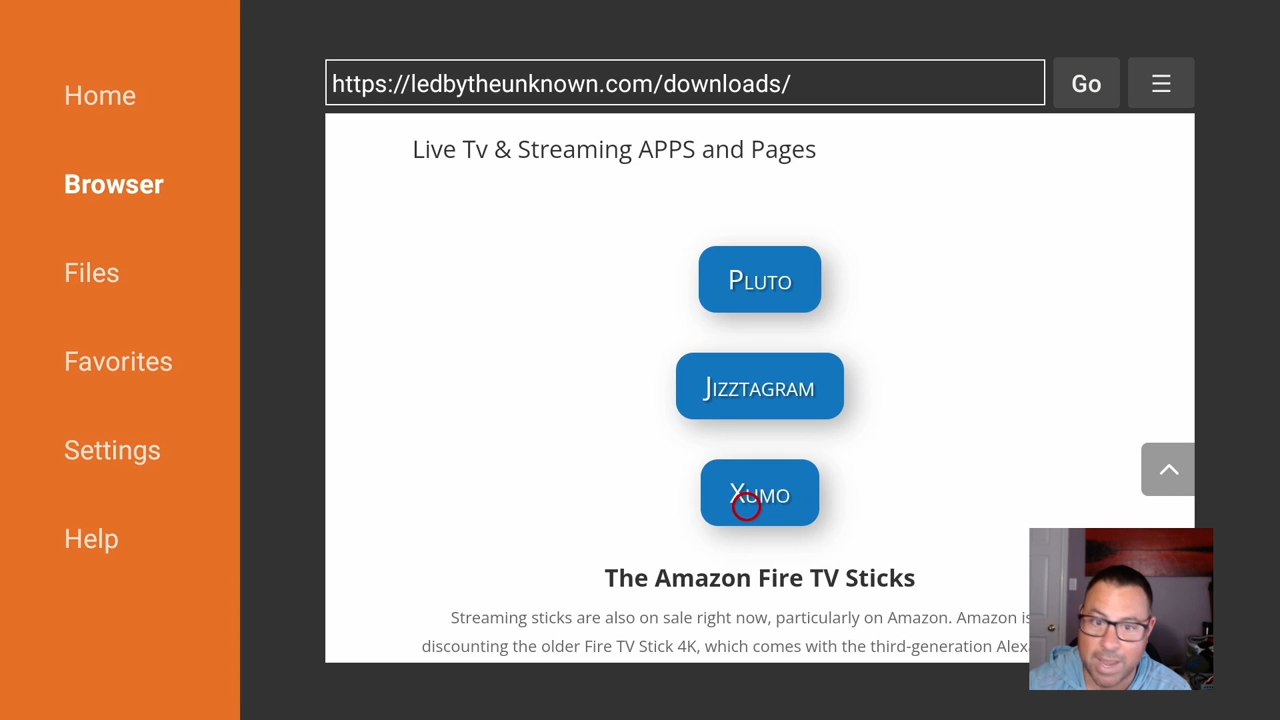 Home
Browser
Files
Favorites
Settings
Help
https://ledbytheunknown.com/downloads/
Go
Live Tv & Streaming APPS and Pages
Pluto
Jizztagram
Xumo
The Amazon Fire TV Sticks
Streaming sticks are also on sale right now, particularly on Amazon. Amazon is
discounting the older Fire TV Stick 4K, which comes with the third-generation